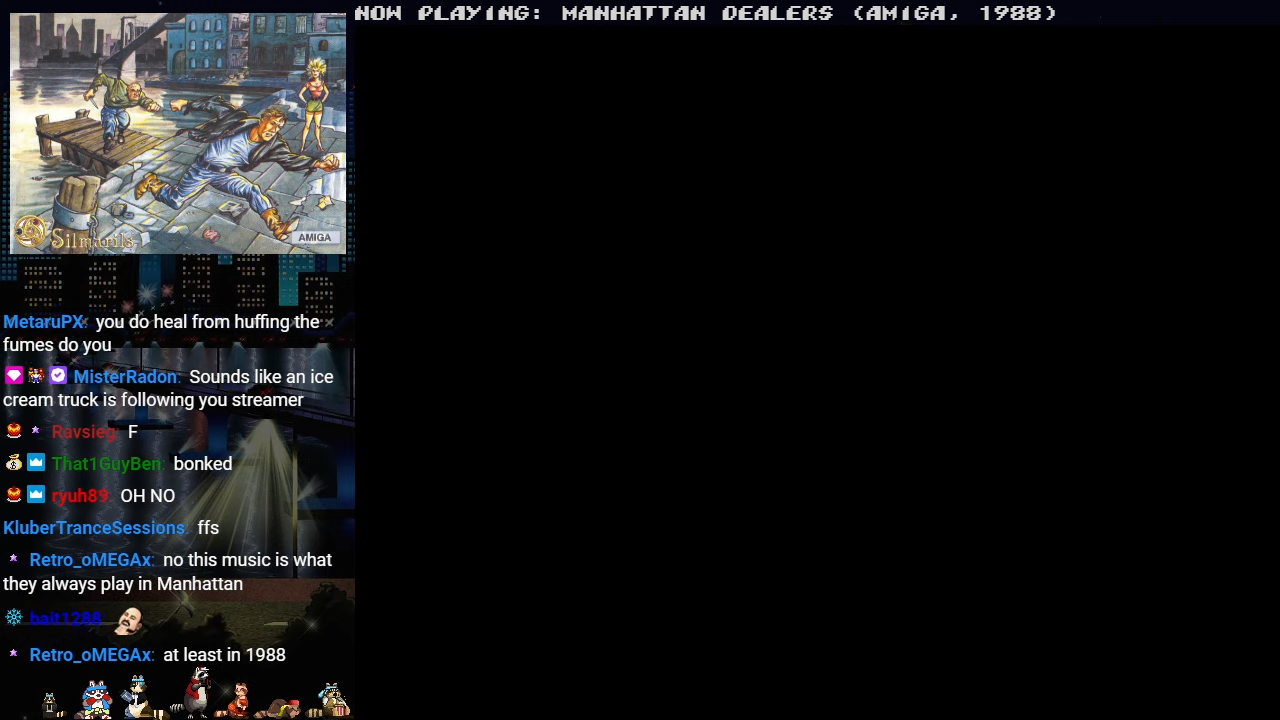 NOW PLAYING: MANHATTAN DEALERS (AMIGA, 1988)
Silmarils
AMIGA
MetaruPX: you do heal from huffing the
fumes do you
MisterRadon: Sounds like an ice
cream truck is following you streamer
Ravsieg: F
That1GuyBen: bonked
ryuh89: OH NO
KluberTranceSessions: ffs
Retro_oMEGAx: no this music is what
they always play in Manhattan
bait1288:
Retro_oMEGAx: at least in 1988